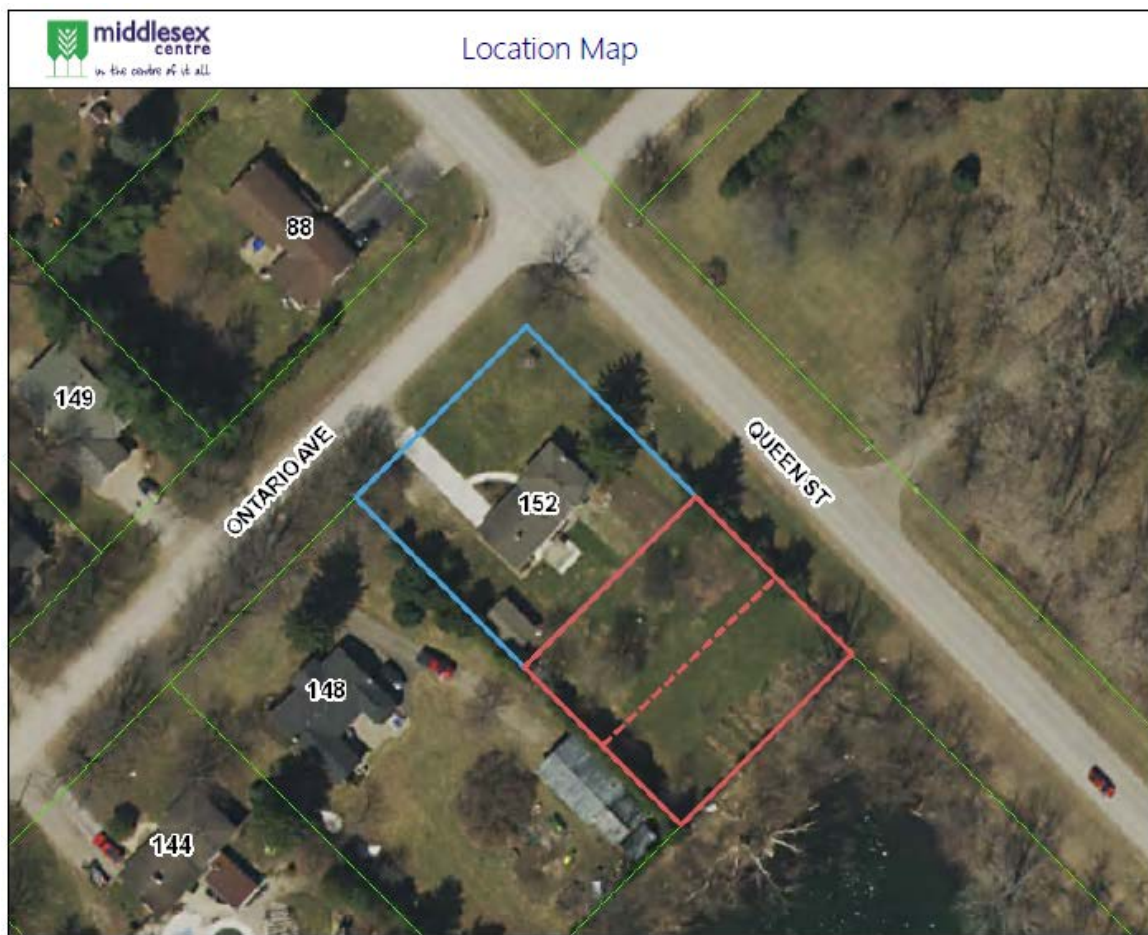 middlesex
centre
in the centre of it all
Location Map
88
149
ONTARIO AVE
152
QUEEN ST
148
144